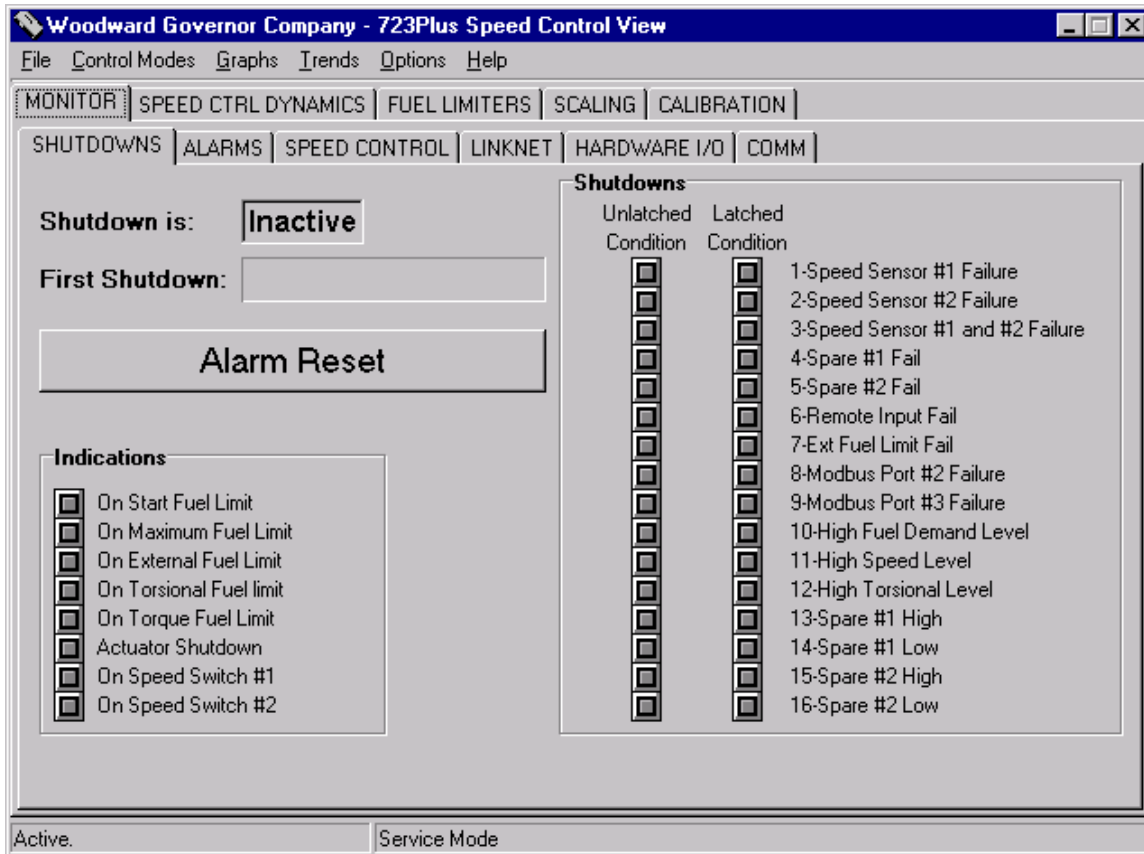 Woodward Governor Company - 723Plus Speed Control View
File Control Modes Graphs Trends Options Help
MONITOR SPEED CTRL DYNAMICS FUEL LIMITERS SCALING CALIBRATION
SHUTDOWNS ALARMS SPEED CONTROL LINKNET HARDWARE I/O COMM
Shutdown is: Inactive
First Shutdown:
Alarm Reset
Indications
On Start Fuel Limit
On Maximum Fuel Limit
On External Fuel Limit
On Torsional Fuel limit
On Torque Fuel Limit
Actuator Shutdown
On Speed Switch #1
On Speed Switch #2
Shutdowns
Unlatched Latched
Condition Condition
1-Speed Sensor #1 Failure
2-Speed Sensor #2 Failure
3-Speed Sensor #1 and #2 Failure
4-Spare #1 Fail
5-Spare #2 Fail
6-Remote Input Fail
7-Ext Fuel Limit Fail
8-Modbus Port #2 Failure
9-Modbus Port #3 Failure
10-High Fuel Demand Level
11-High Speed Level
12-High Torsional Level
13-Spare #1 High
14-Spare #1 Low
15-Spare #2 High
16-Spare #2 Low
Active. Service Mode